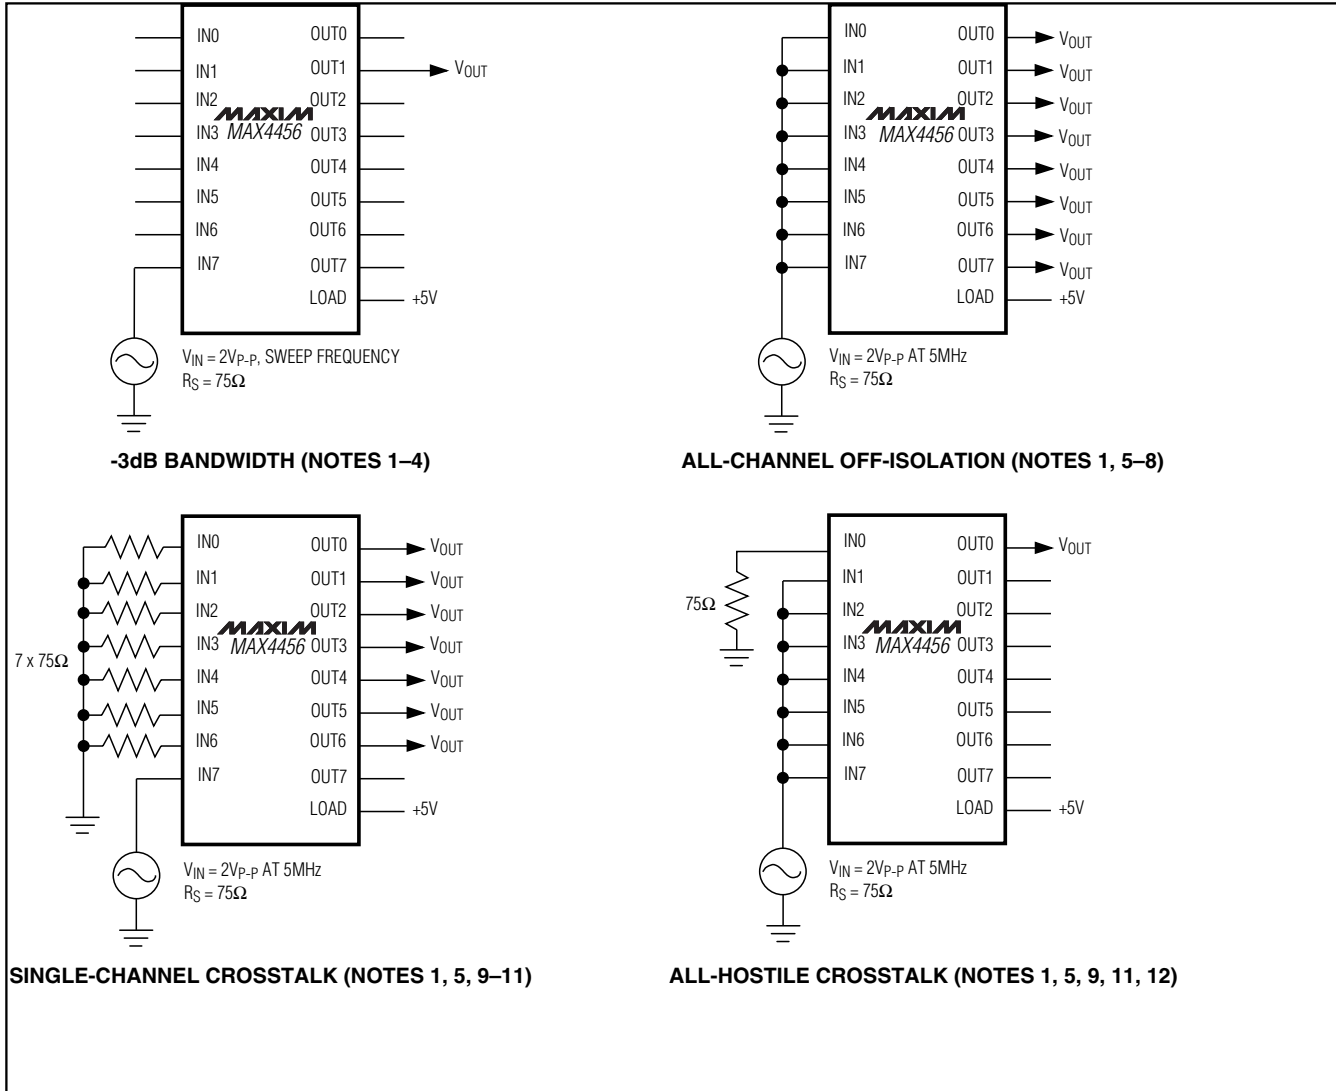 IN0 OUT0
IN1 OUT1 VOUT
IN2 OUT2
MAXIM
IN3 MAX4456 OUT3
IN4 OUT4
IN5 OUT5
IN6 OUT6
IN7 OUT7
LOAD +5V
VIN = 2VP-P, SWEEP FREQUENCY
RS = 75Ω
-3dB BANDWIDTH (NOTES 1–4)
IN0 OUT0 VOUT
IN1 OUT1 VOUT
IN2 OUT2 VOUT
MAXIM
IN3 MAX4456 OUT3 VOUT
IN4 OUT4 VOUT
IN5 OUT5 VOUT
IN6 OUT6 VOUT
IN7 OUT7 VOUT
LOAD +5V
VIN = 2VP-P AT 5MHz
RS = 75Ω
ALL-CHANNEL OFF-ISOLATION (NOTES 1, 5–8)
IN0 OUT0 VOUT
IN1 OUT1 VOUT
IN2 OUT2 VOUT
MAXIM
IN3 MAX4456 OUT3 VOUT
7 x 75Ω
IN4 OUT4 VOUT
IN5 OUT5 VOUT
IN6 OUT6 VOUT
IN7 OUT7
LOAD +5V
VIN = 2VP-P AT 5MHz
RS = 75Ω
SINGLE-CHANNEL CROSSTALK (NOTES 1, 5, 9–11)
IN0 OUT0 VOUT
IN1 OUT1
75Ω
IN2 OUT2
MAXIM
IN3 MAX4456 OUT3
IN4 OUT4
IN5 OUT5
IN6 OUT6
IN7 OUT7
LOAD +5V
VIN = 2VP-P AT 5MHz
RS = 75Ω
ALL-HOSTILE CROSSTALK (NOTES 1, 5, 9, 11, 12)